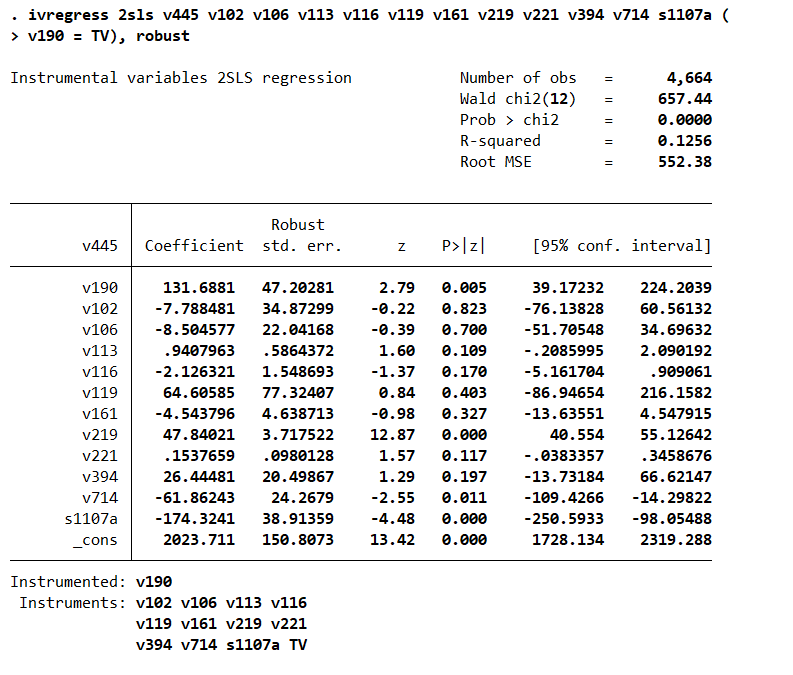 . ivregress 2sls v445 v102 v106 v113 v116 v119 v161 v219 v221 v394 v714 s1107a (
> v190 = TV), robust
Instrumental variables 2SLS regression Number of obs = 4,664
Wald chi2(12) = 657.44
Prob > chi2 = 0.0000
R-squared = 0.1256
Root MSE = 552.38
Robust
v445 Coefficient std. err. z P>|z| [95% conf. interval]
v190 131.6881 47.20281 2.79 0.005 39.17232 224.2039
v102 -7.788481 34.87299 -0.22 0.823 -76.13828 60.56132
v106 -8.504577 22.04168 -0.39 0.700 -51.70548 34.69632
v113 .9407963 .5864372 1.60 0.109 -.2085995 2.090192
v116 -2.126321 1.548693 -1.37 0.170 -5.161704 .909061
v119 64.60585 77.32407 0.84 0.403 -86.94654 216.1582
v161 -4.543796 4.638713 -0.98 0.327 -13.63551 4.547915
v219 47.84021 3.717522 12.87 0.000 40.554 55.12642
v221 .1537659 .0980128 1.57 0.117 -.0383357 .3458676
v394 26.44481 20.49867 1.29 0.197 -13.73184 66.62147
v714 -61.86243 24.2679 -2.55 0.011 -109.4266 -14.29822
s1107a -174.3241 38.91359 -4.48 0.000 -250.5933 -98.05488
_cons 2023.711 150.8073 13.42 0.000 1728.134 2319.288
Instrumented: v190
Instruments: v102 v106 v113 v116
v119 v161 v219 v221
v394 v714 s1107a TV